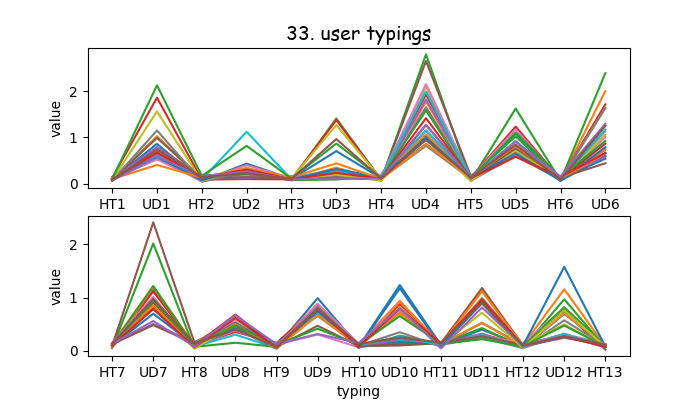 33. user typings
value
2
1
0
HT1 UD1 HT2 UD2 HT3 UD3 HT4 UD4 HT5 UD5 HT6 UD6
value
2
1
0
HT7 UD7 HT8 UD8 HT9 UD9 HT10 UD10 HT11 UD11 HT12 UD12 HT13
typing